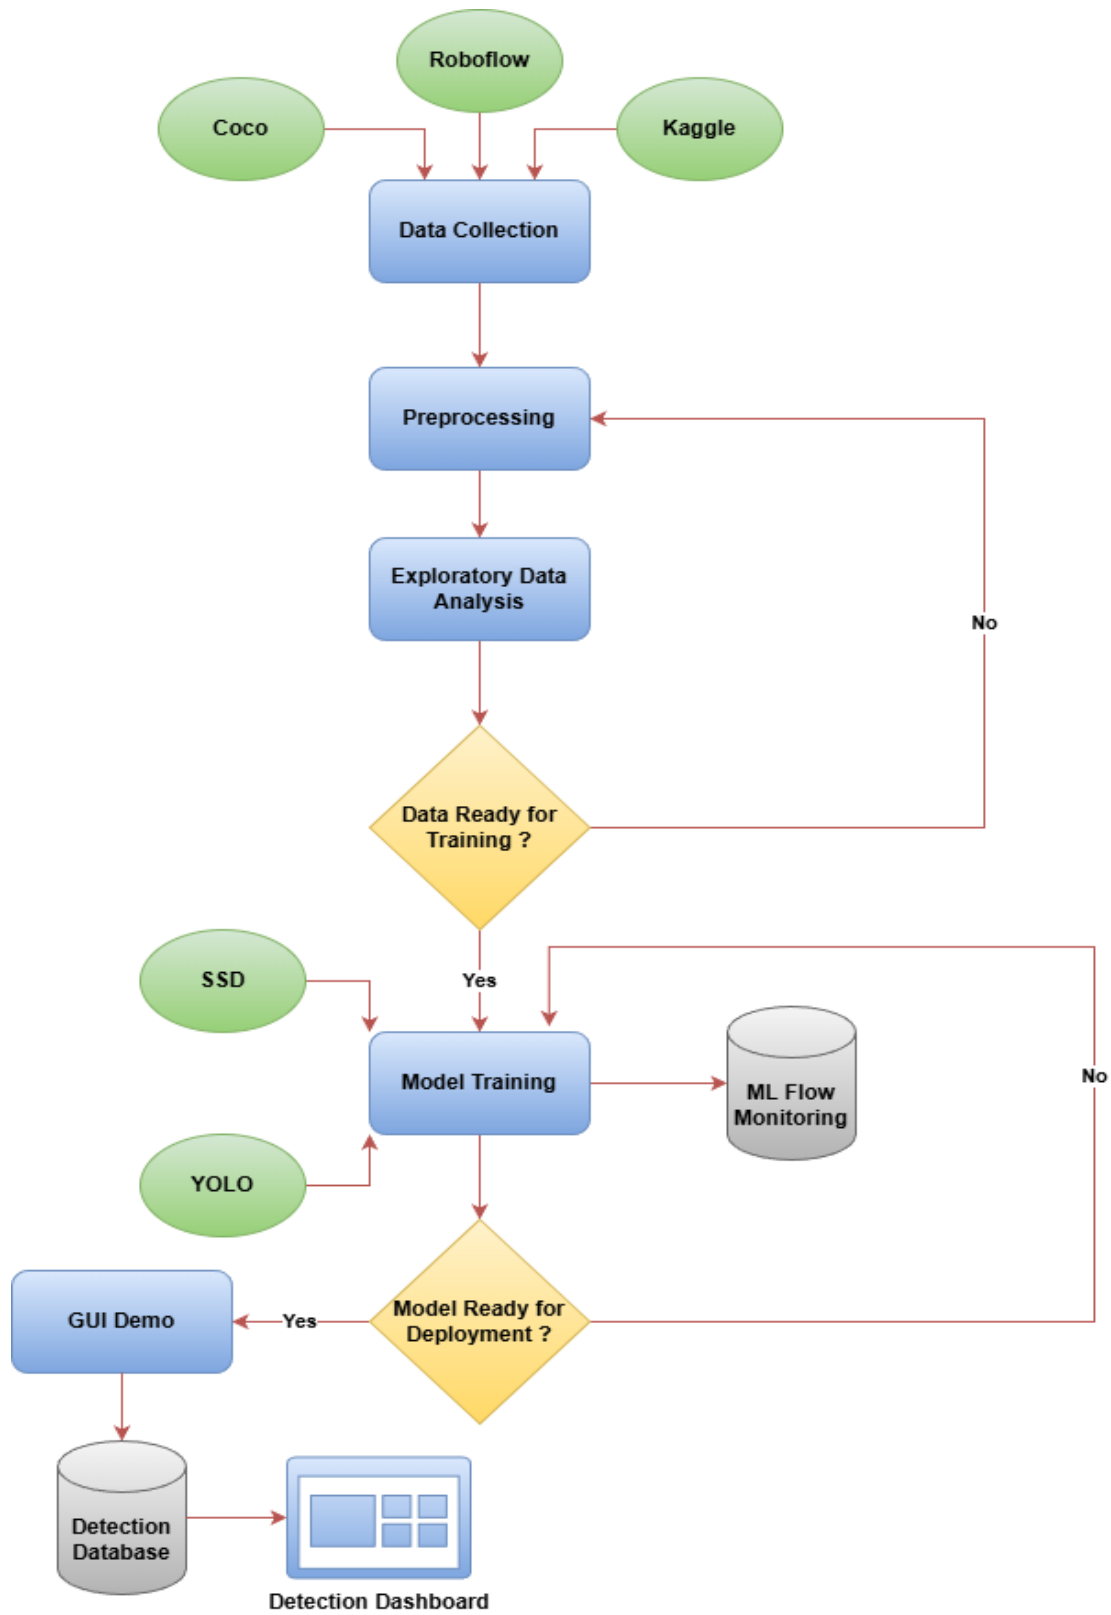 Roboflow
Coco
Kaggle
Data Collection
Preprocessing
Exploratory Data
Analysis
No
Data Ready for
Training ?
Yes
SSD
Model Training
ML Flow
Monitoring
No
YOLO
Model Ready for
Deployment ?
Yes
GUI Demo
Detection
Database
Detection Dashboard